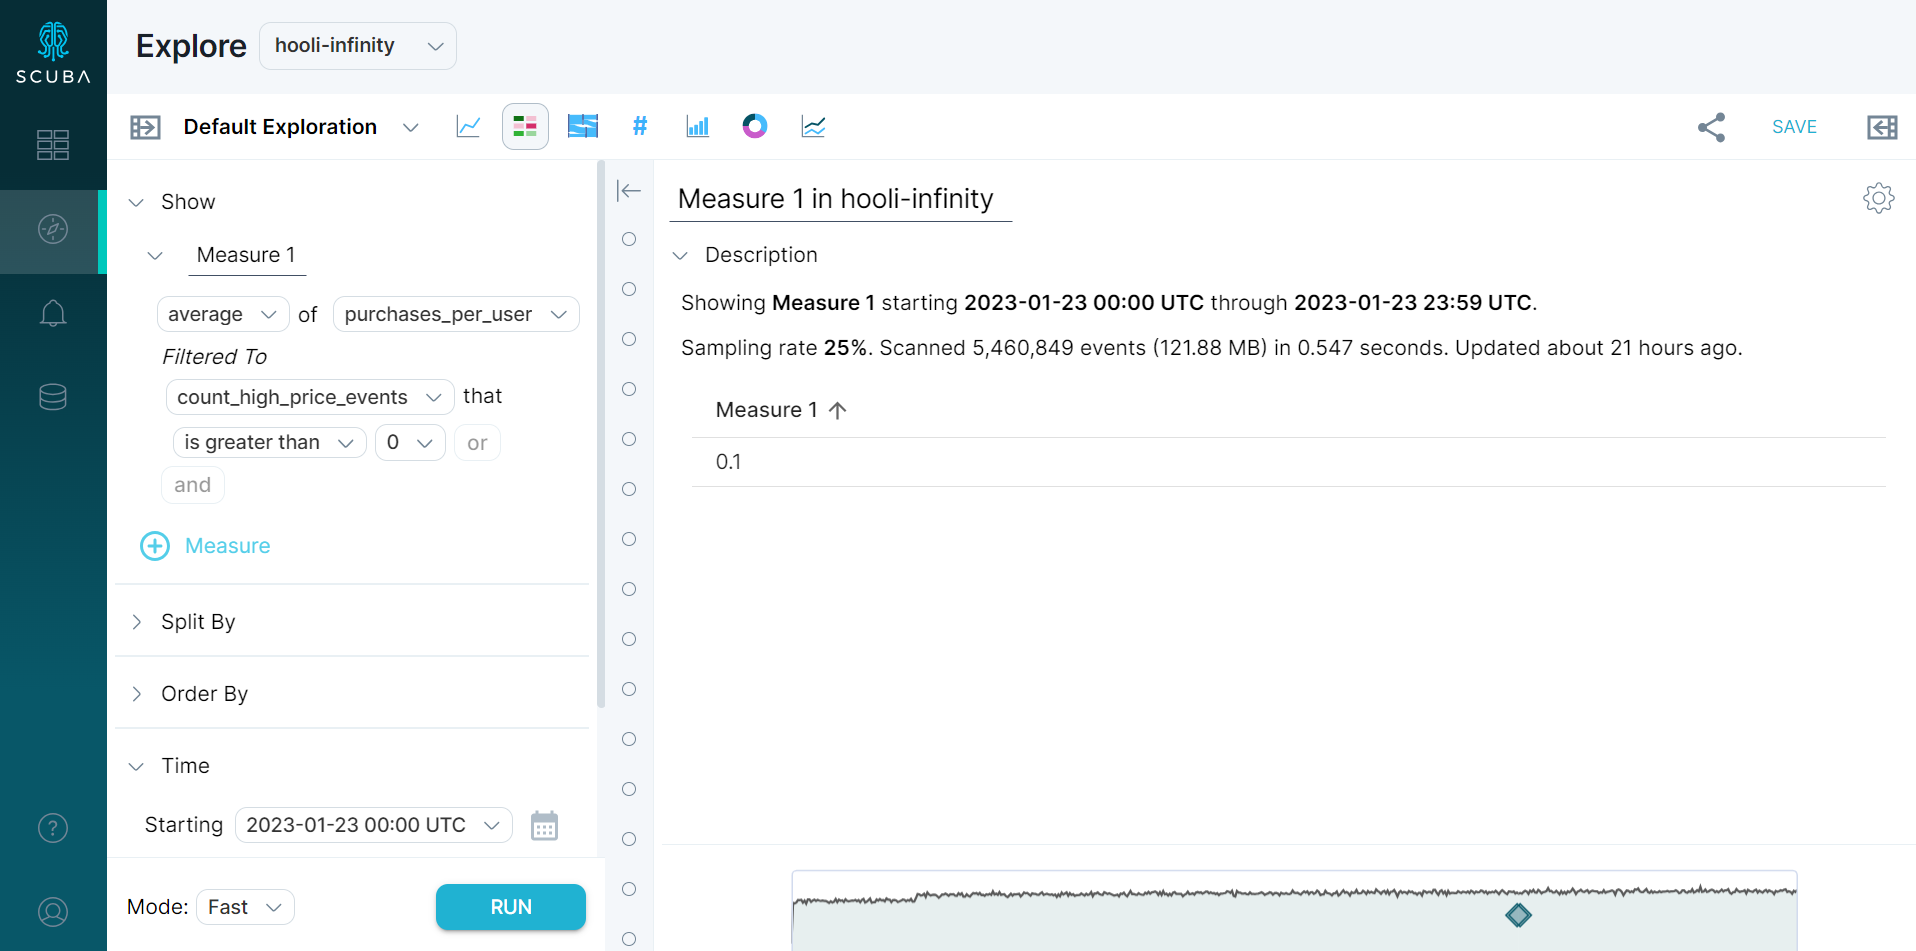 SCUBA
Explore
hooli-infinity
Default Exploration
#
SAVE
Show
Measure 1
average of purchases_per_user
Filtered To
count_high_price_events that
is greater than 0 or
and
Measure
Split By
Order By
Time
Starting 2023-01-23 00:00 UTC
Mode: Fast
RUN
Measure 1 in hooli-infinity
Description
Showing Measure 1 starting 2023-01-23 00:00 UTC through 2023-01-23 23:59 UTC.
Sampling rate 25%. Scanned 5,460,849 events (121.88 MB) in 0.547 seconds. Updated about 21 hours ago.
Measure 1
0.1
?